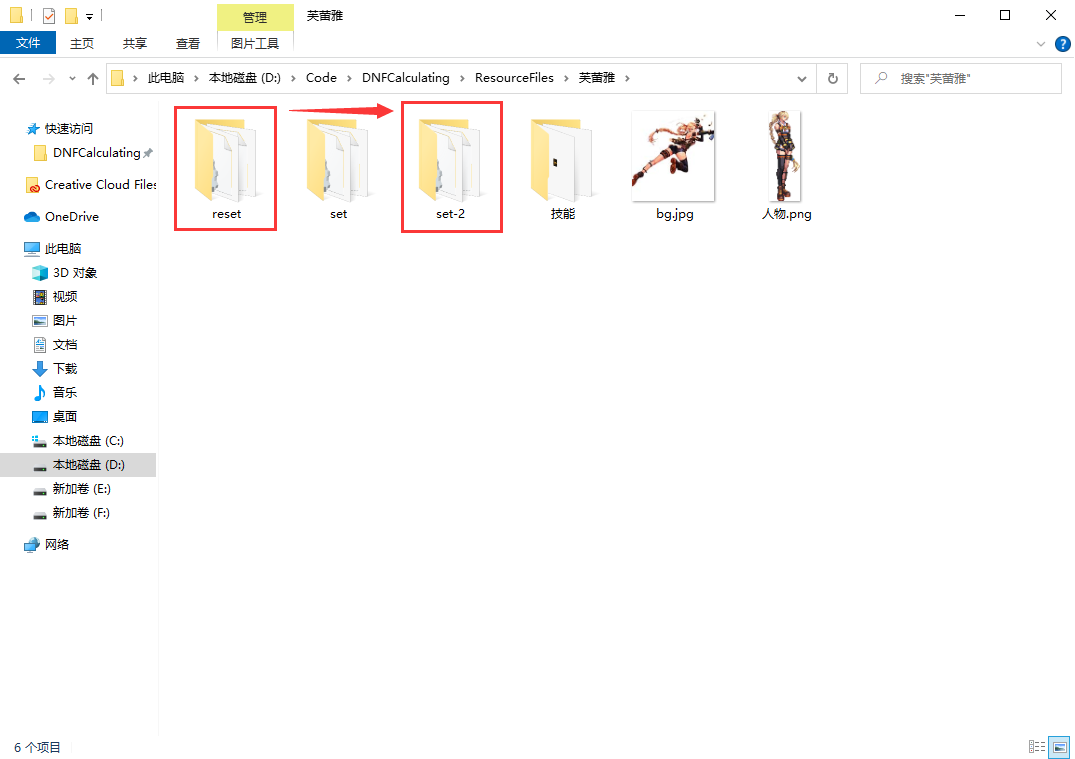 管理
芙蕾雅
文件
主页
共享
查看
图片工具
此电脑
本地磁盘 (D:)
Code
DNFCalculating
ResourceFiles
芙蕾雅
搜索"芙蕾雅"
快速访问
DNFCalculating
Creative Cloud Files
OneDrive
此电脑
3D 对象
视频
图片
文档
下载
音乐
桌面
本地磁盘 (C:)
本地磁盘 (D:)
新加卷 (E:)
新加卷 (F:)
网络
reset
set
set-2
技能
bg.jpg
人物.png
6 个项目